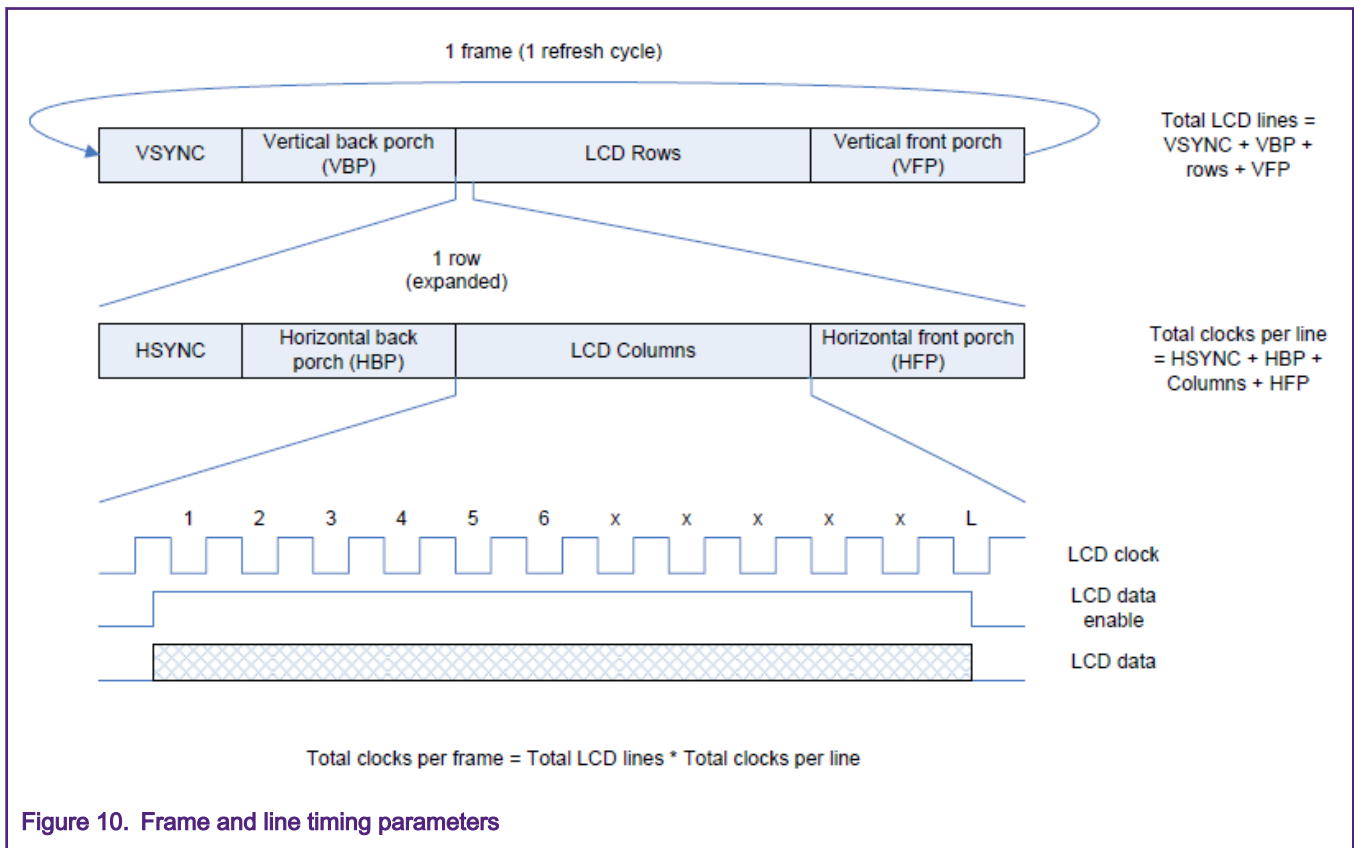 1 frame (1 refresh cycle)
VSYNC
Vertical back porch
(VBP)
LCD Rows
Vertical front porch
(VFP)
Total LCD lines =
VSYNC + VBP +
rows + VFP
1 row
(expanded)
HSYNC
Horizontal back
porch (HBP)
LCD Columns
Horizontal front porch
(HFP)
Total clocks per line
= HSYNC + HBP +
Columns + HFP
1 2 3 4 5 6 x x x x x L
LCD clock
LCD data
enable
LCD data
Total clocks per frame = Total LCD lines * Total clocks per line
Figure 10. Frame and line timing parameters